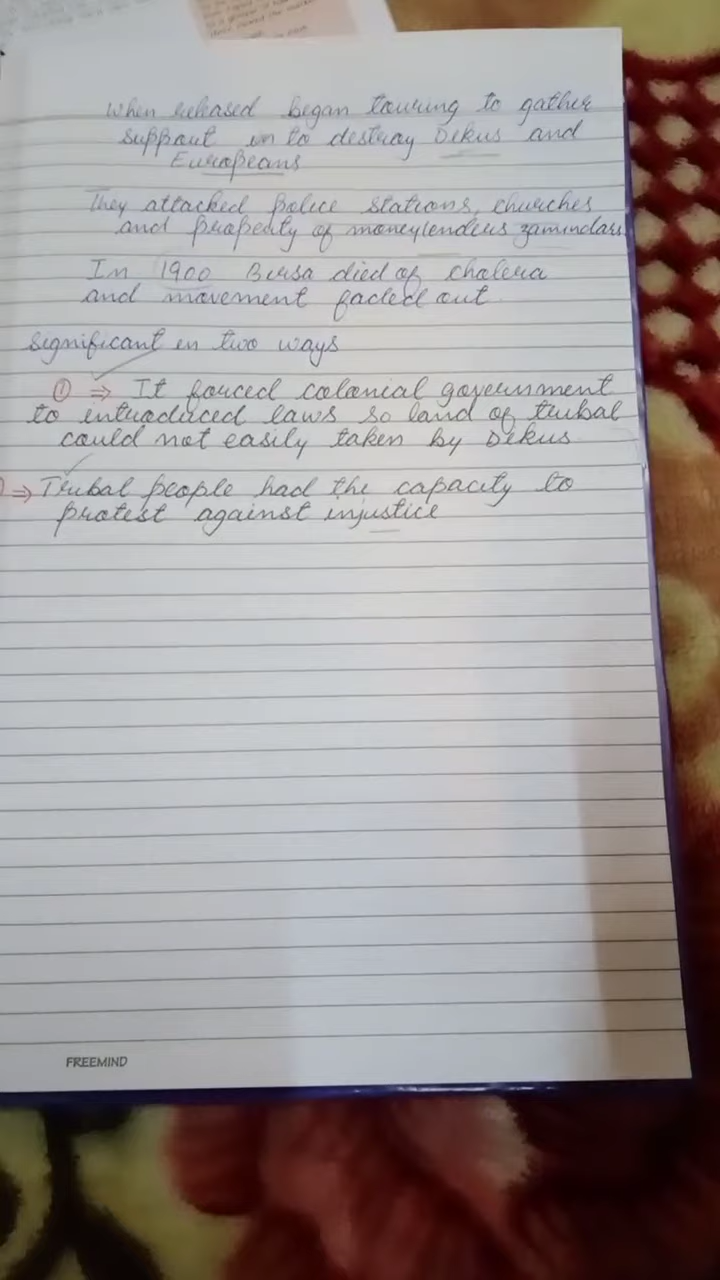 when released began touring to gather
support in to destroy Dekus and
Europeans
They attacked police stations, churches
and property of moneylenders zamindars
In 1900 Birsa died of cholera
and movement faded out
significant in two ways
① ⇒ It forced colonial government
to introduced laws so land of tribal
could not easily taken by Dekus
⇒ Tribal people had the capacity to
protest against injustice
FREEMIND